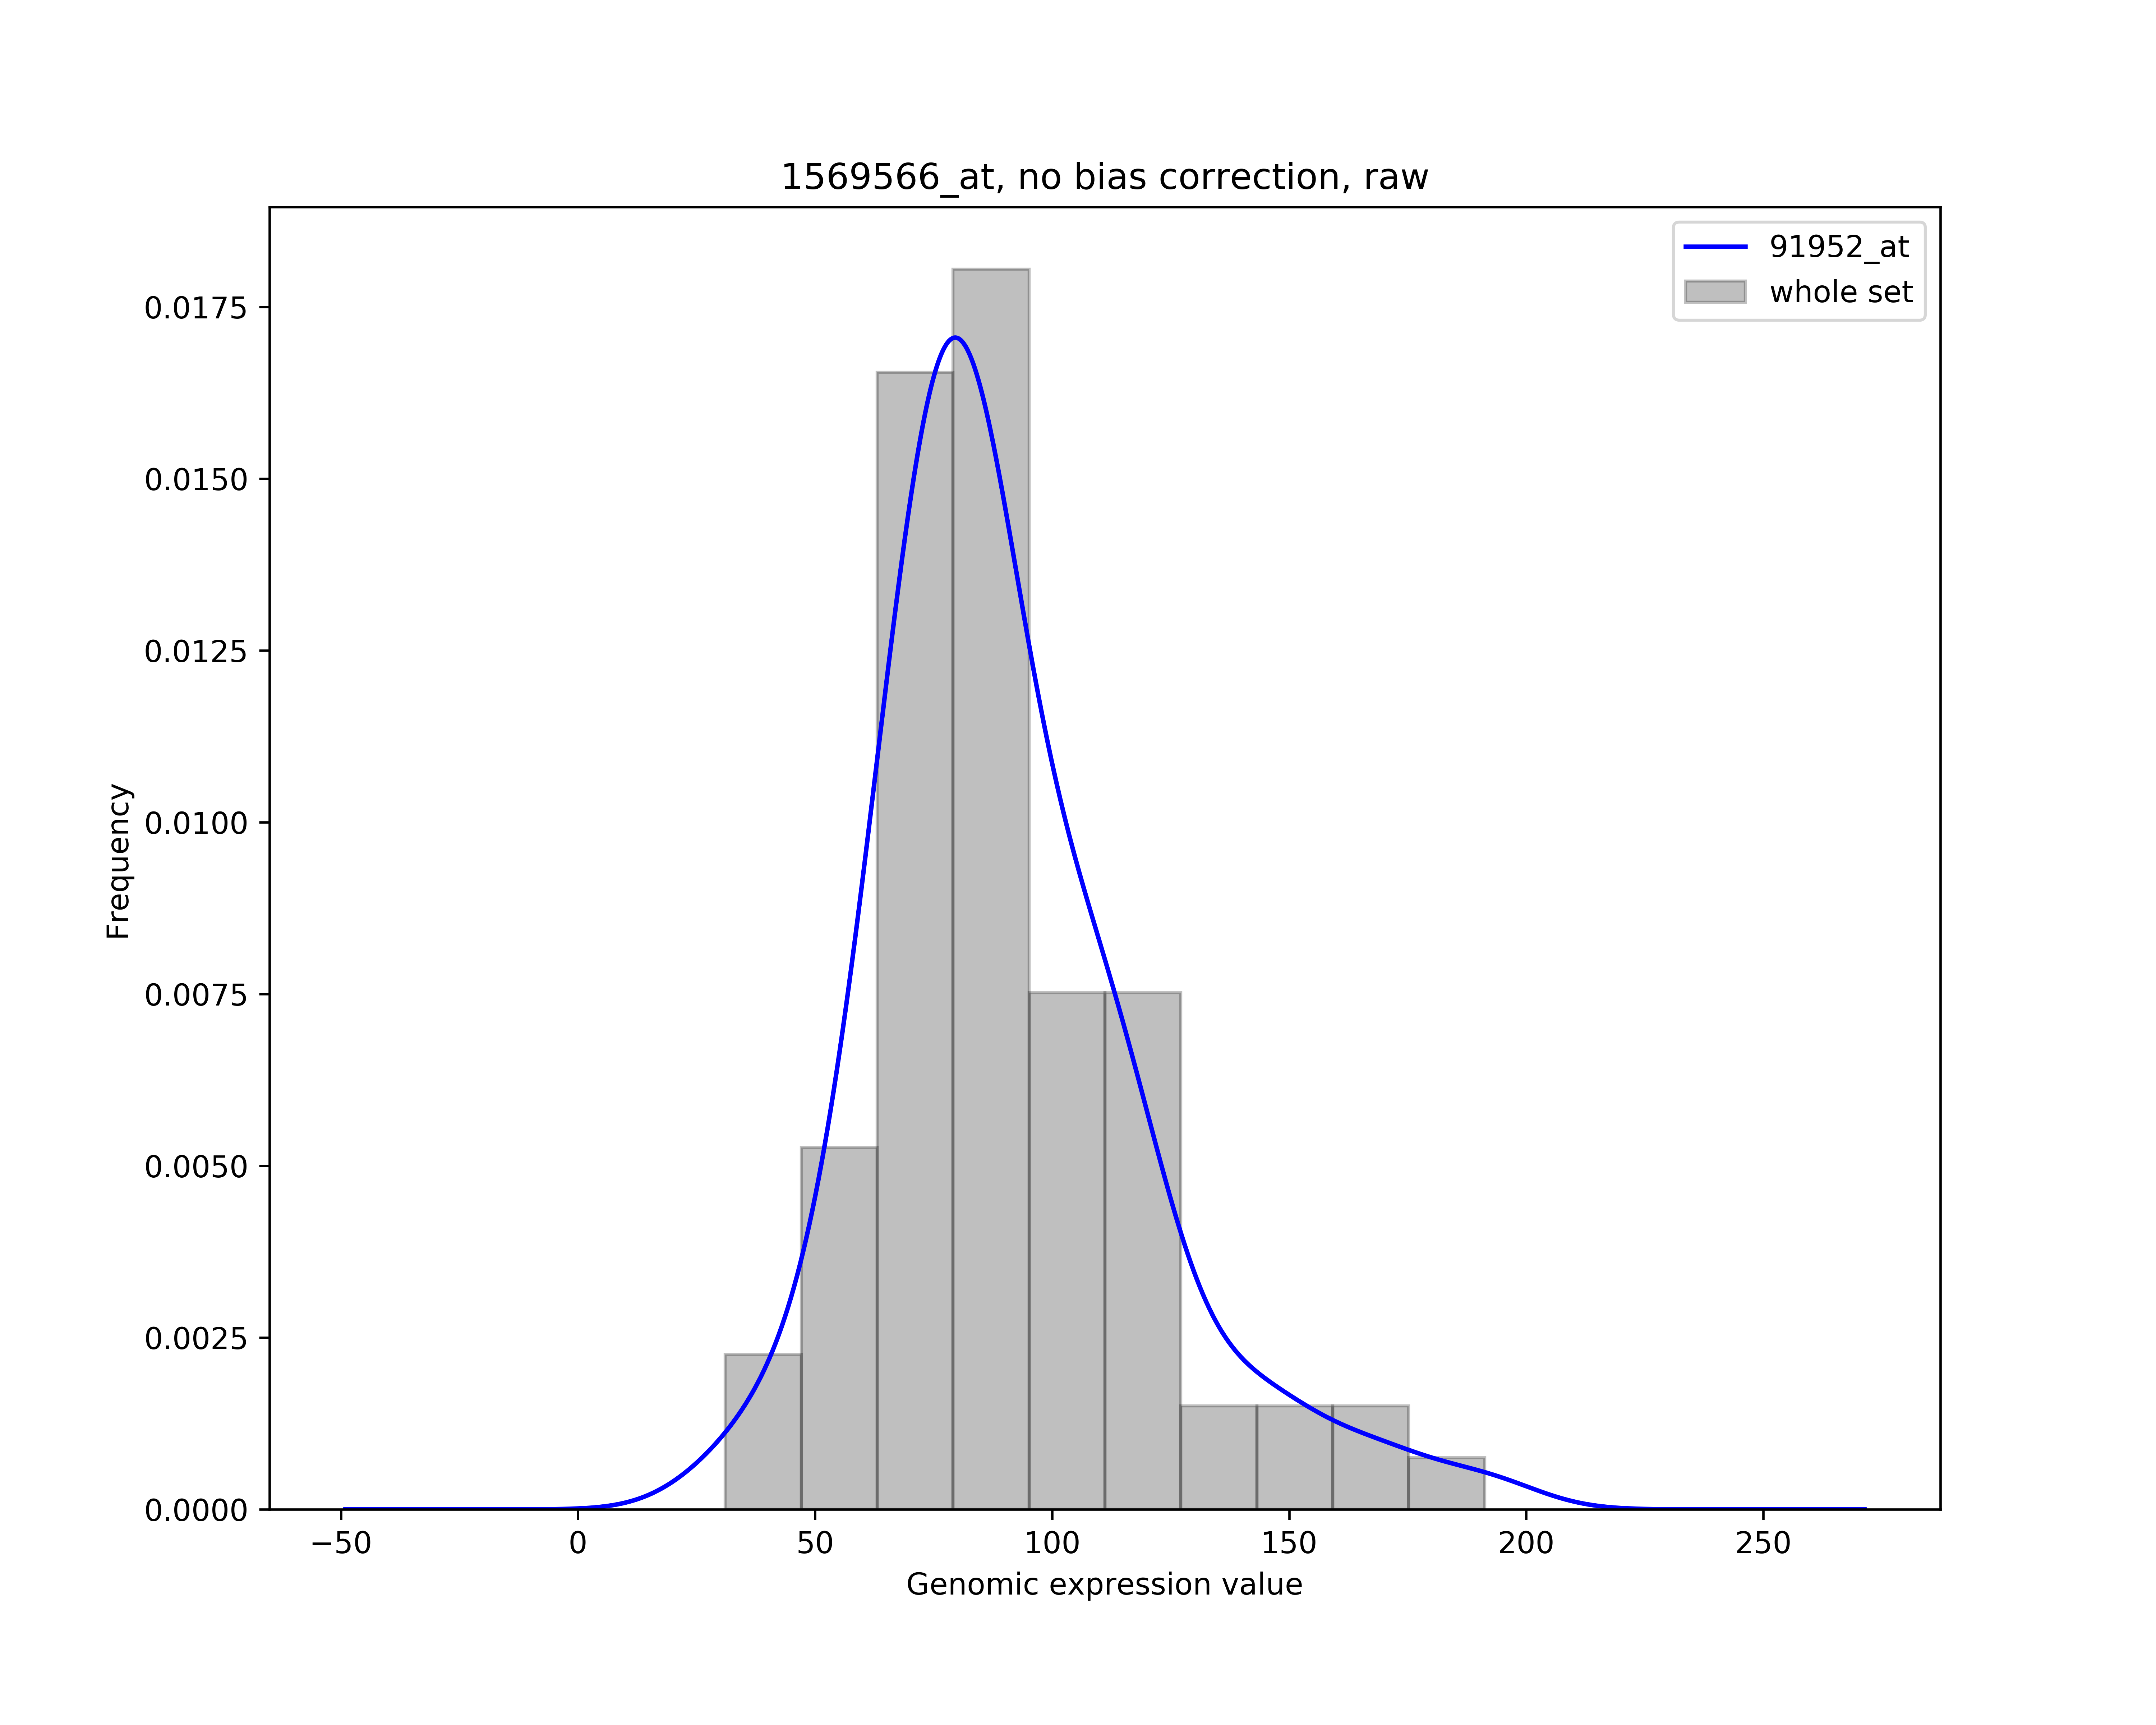 1569566_at, no bias correction, raw
91952_at
whole set
0.0175
0.0150
0.0125
0.0100
0.0075
0.0050
0.0025
0.0000
Frequency
−50 0 50 100 150 200 250
Genomic expression value